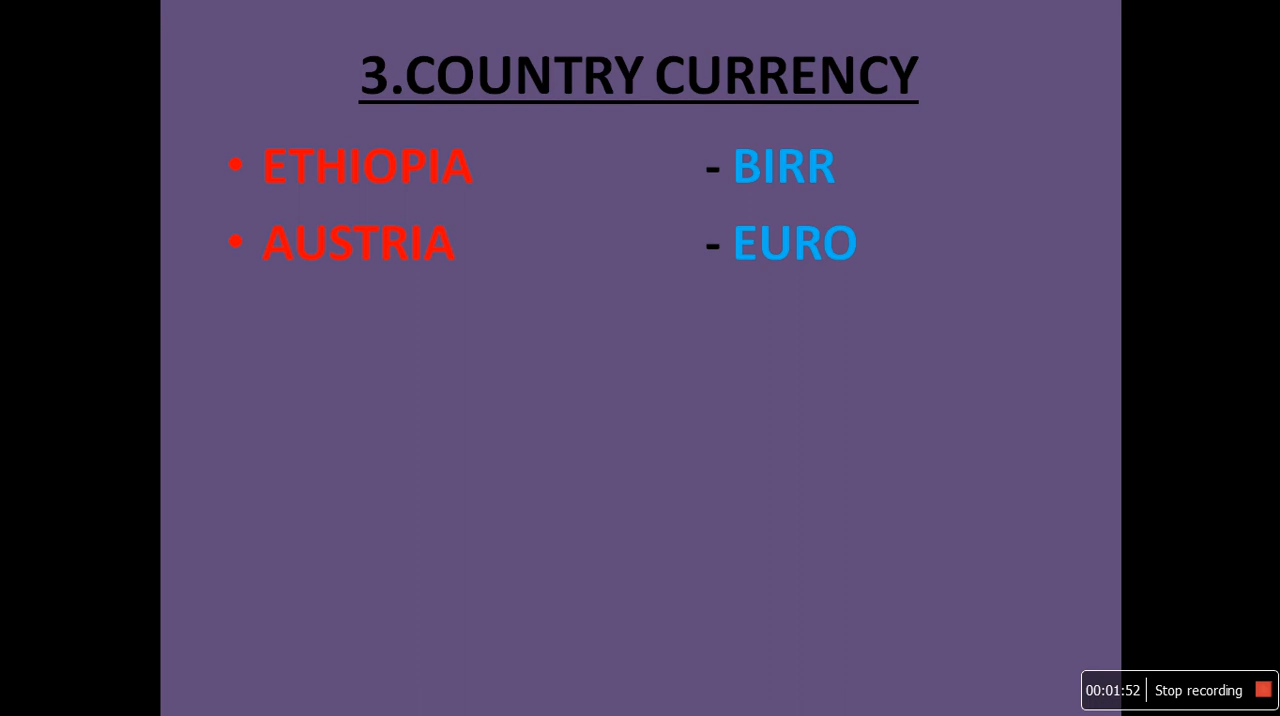 3.COUNTRY CURRENCY
• ETHIOPIA - BIRR
• AUSTRIA - EURO
00:01:52 Stop recording